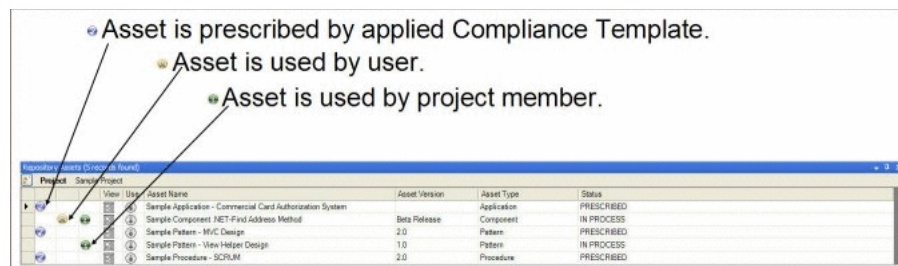 Asset is prescribed by applied Compliance Template.
Asset is used by user.
Asset is used by project member.
Repository Assets (5 records found)
Project Sample Project
View Use Asset Name Asset Version Asset Type Status
Sample Application - Commercial Card Authorization System Application PRESCRIBED
Sample Component .NET-Find Address Method Beta Release Component IN PROCESS
Sample Pattern - MVC Design 2.0 Pattern PRESCRIBED
Sample Pattern - View Helper Design 1.0 Pattern IN PROCESS
Sample Procedure - SCRUM 2.0 Procedure PRESCRIBED